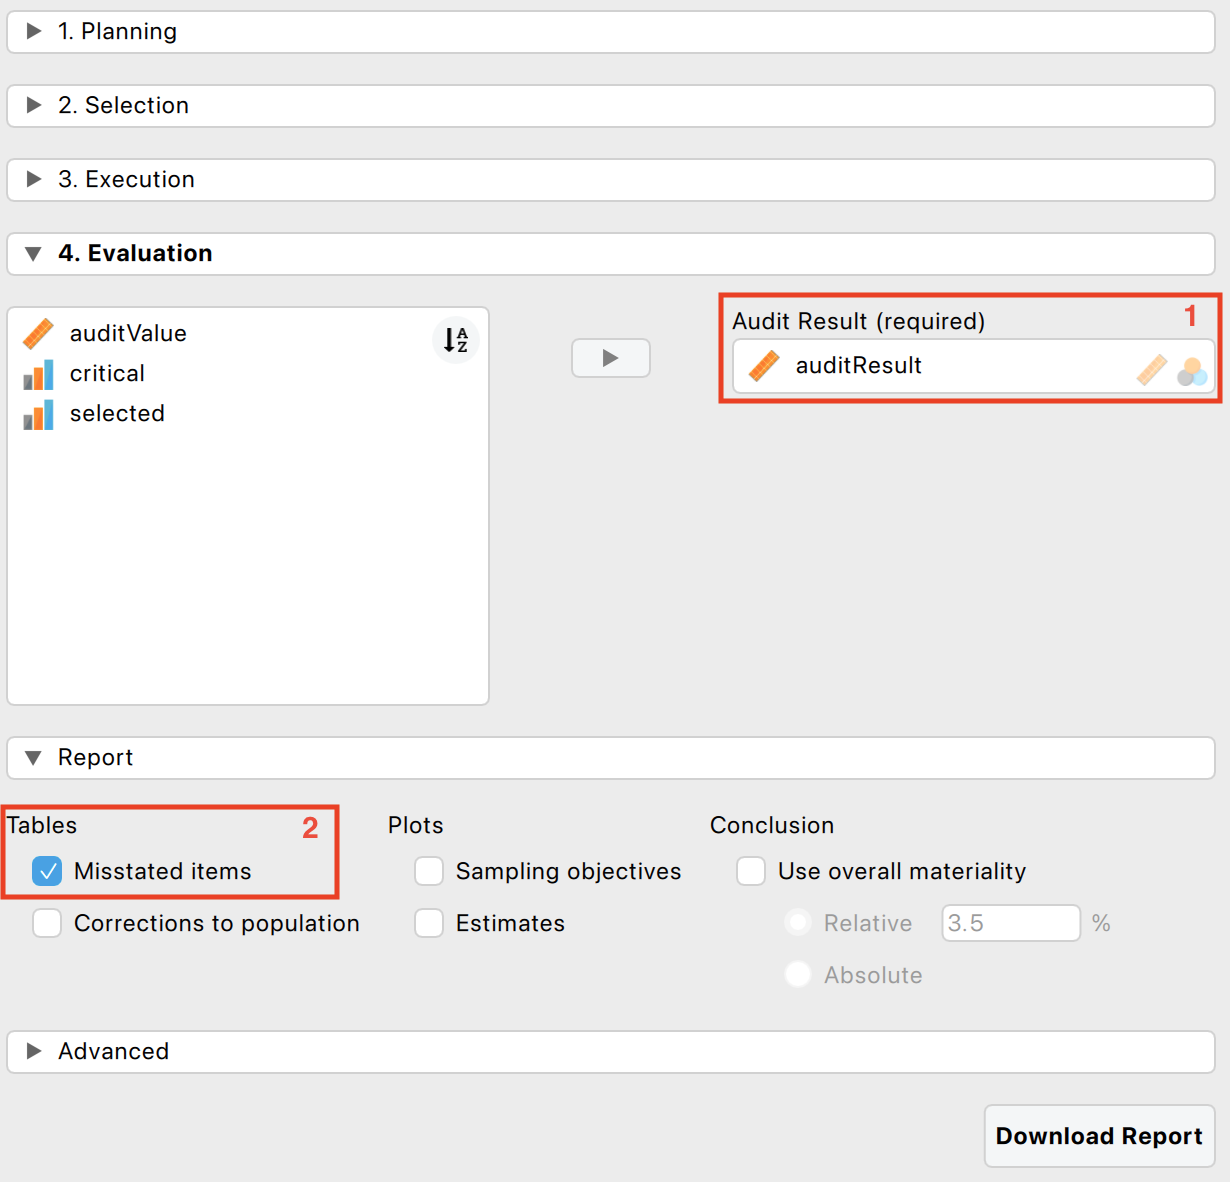 1. Planning
2. Selection
3. Execution
4. Evaluation
auditValue
critical
selected
A
Z
Audit Result (required)
1
auditResult
Report
Tables
2
Misstated items
Corrections to population
Plots
Sampling objectives
Estimates
Conclusion
Use overall materiality
Relative 3.5 %
Absolute
Advanced
Download Report